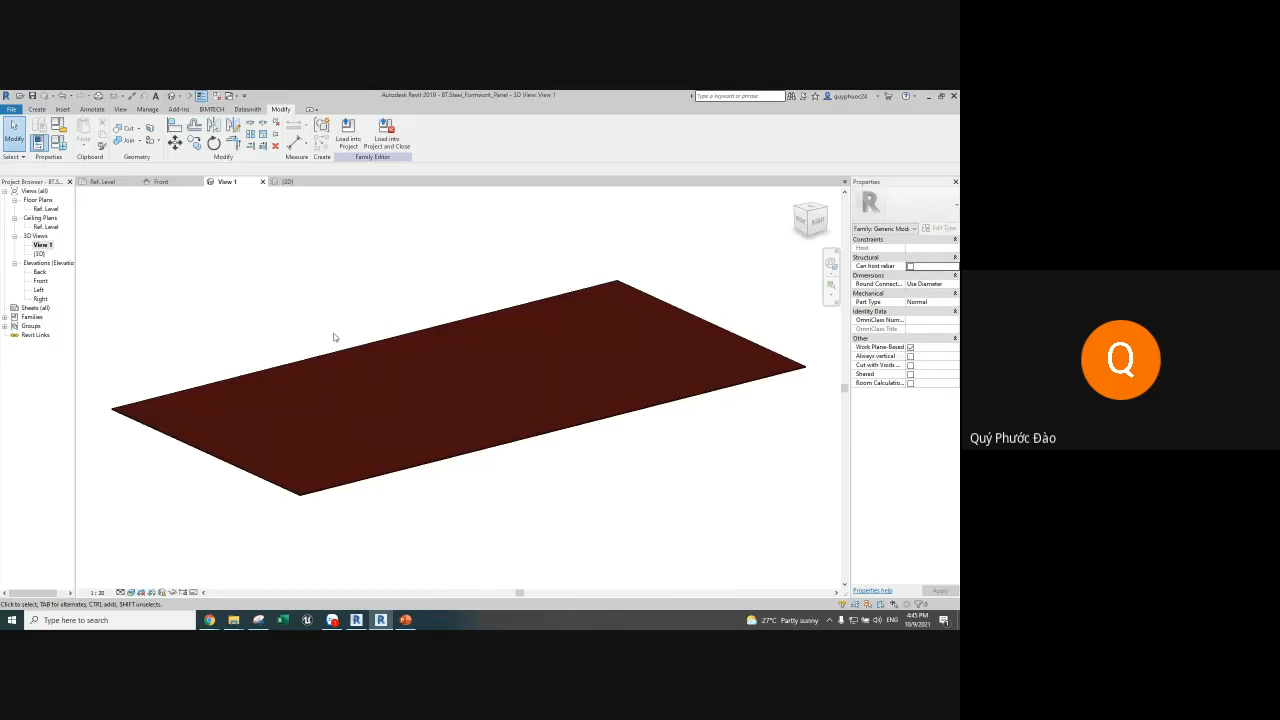 Autodesk Revit 2019 - BT.Steel_Formwork_Panel - 3D View: View 1
Type a keyword or phrase
quyphuoc24
File Create Insert Annotate View Manage Add-Ins BIMTECH Datasmith Modify
Modify
Paste
Cut
Join
Load into
Project
Load into
Project and Close
Select Properties Clipboard Geometry Modify Measure Create Family Editor
Project Browser - BT.S...
Ref. Level
Front
View 1
{3D}
Views (all)
Floor Plans
Ref. Level
Ceiling Plans
Ref. Level
3D Views
View 1
{3D}
Elevations (Elevatio
Back
Front
Left
Right
Sheets (all)
Families
Groups
Revit Links
RIGHT
Properties
Family: Generic Mod
Edit Type
Constraints
Host
Structural
Can host rebar
Dimensions
Round Connect... Use Diameter
Mechanical
Part Type Normal
Identity Data
OmniClass Num...
OmniClass Title
Other
Work Plane-Based
Always vertical
Cut with Voids ...
Shared
Room Calculatio...
Properties help
Apply
1 : 20
Click to select, TAB for alternates, CTRL adds, SHIFT unselects.
Type here to search
27°C Partly sunny
ENG
4:45 PM
10/9/2021
Q
Quý Phước Đào